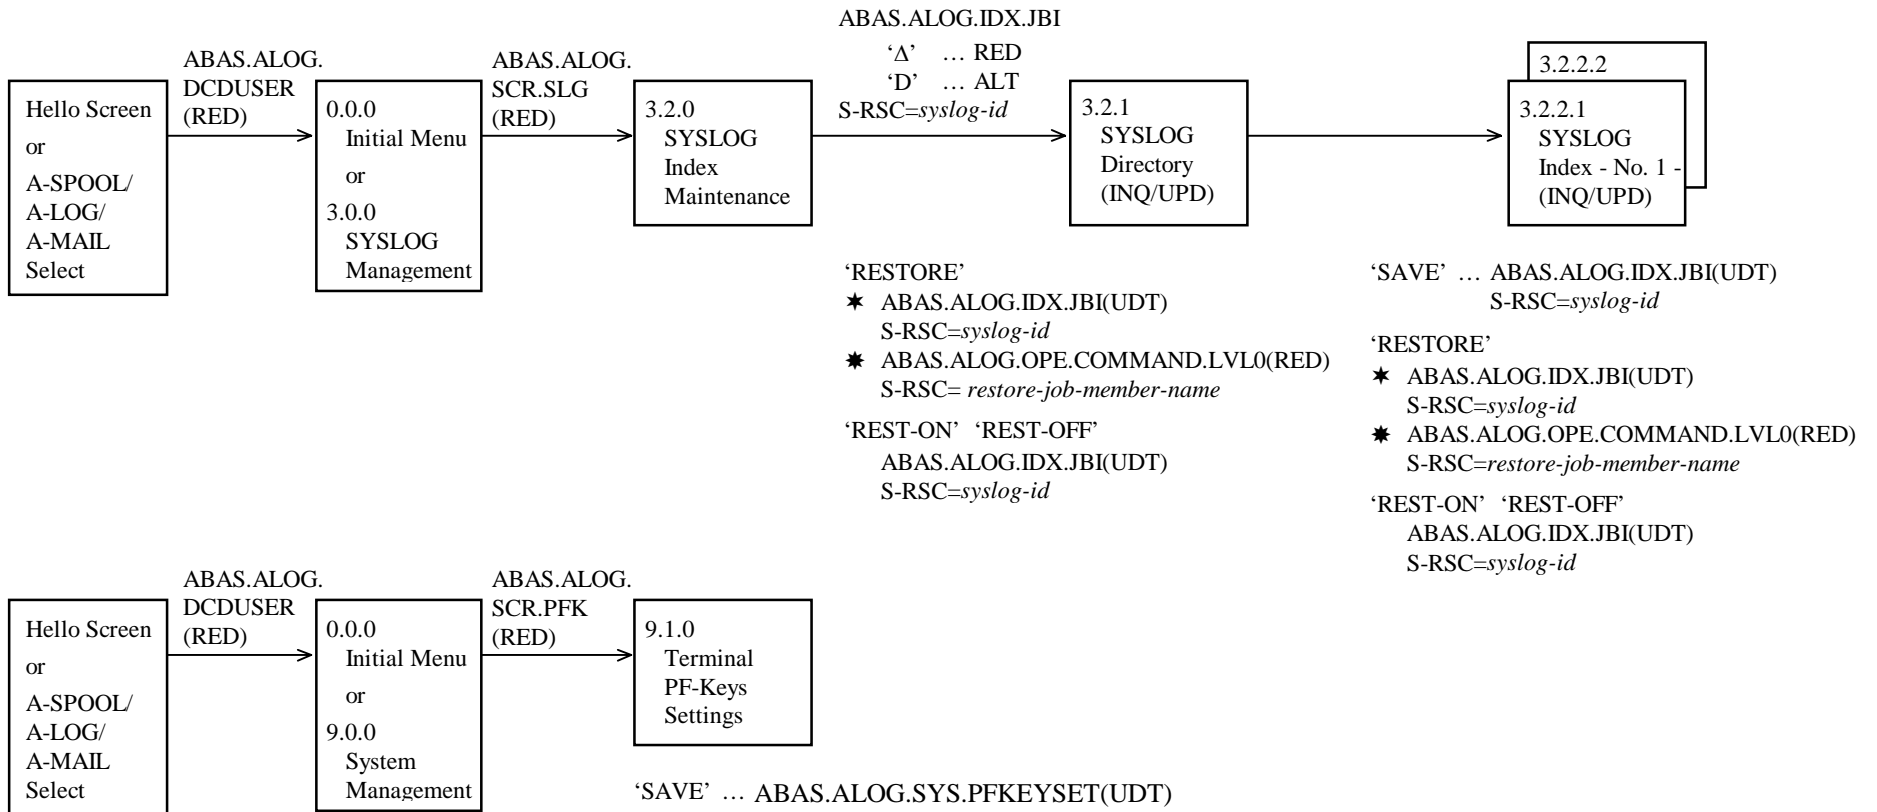 ABAS.ALOG.IDX.JBI
‘Δ’ … RED
‘D’ … ALT
S-RSC=syslog-id
ABAS.ALOG.
DCDUSER
(RED)
ABAS.ALOG.
SCR.SLG
(RED)
Hello Screen
or
A-SPOOL/
A-LOG/
A-MAIL
Select
0.0.0
Initial Menu
or
3.0.0
SYSLOG
Management
3.2.0
SYSLOG
Index
Maintenance
3.2.1
SYSLOG
Directory
(INQ/UPD)
3.2.2.2
3.2.2.1
SYSLOG
Index - No. 1 -
(INQ/UPD)
‘RESTORE’
✶ ABAS.ALOG.IDX.JBI(UDT)
S-RSC=syslog-id
✸ ABAS.ALOG.OPE.COMMAND.LVL0(RED)
S-RSC= restore-job-member-name
‘REST-ON’ ‘REST-OFF’
ABAS.ALOG.IDX.JBI(UDT)
S-RSC=syslog-id
‘SAVE’ … ABAS.ALOG.IDX.JBI(UDT)
S-RSC=syslog-id
‘RESTORE’
✶ ABAS.ALOG.IDX.JBI(UDT)
S-RSC=syslog-id
✸ ABAS.ALOG.OPE.COMMAND.LVL0(RED)
S-RSC=restore-job-member-name
‘REST-ON’ ‘REST-OFF’
ABAS.ALOG.IDX.JBI(UDT)
S-RSC=syslog-id
ABAS.ALOG.
DCDUSER
(RED)
ABAS.ALOG.
SCR.PFK
(RED)
Hello Screen
or
A-SPOOL/
A-LOG/
A-MAIL
Select
0.0.0
Initial Menu
or
9.0.0
System
Management
9.1.0
Terminal
PF-Keys
Settings
‘SAVE’ … ABAS.ALOG.SYS.PFKEYSET(UDT)